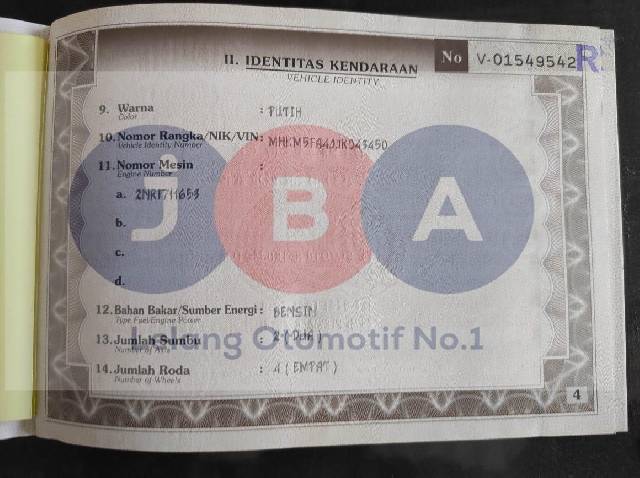 II. IDENTITAS KENDARAAN
VEHICLE IDENTITY
No V-01549542
9. Warna : PUTIH
Color
10. Nomor Rangka/NIK/VIN:
Vehicle Identity Number
11. Nomor Mesin :
Engine Number
a.
b.
c.
d.
J B A
12. Bahan Bakar/Sumber Energi : BENSIN
Type Fuel/Engine Power
Lelang Otomotif No.1
13. Jumlah Sumbu : 2 (DUA)
Number of Axle
14. Jumlah Roda : 4 (EMPAT)
Number of Wheels
4